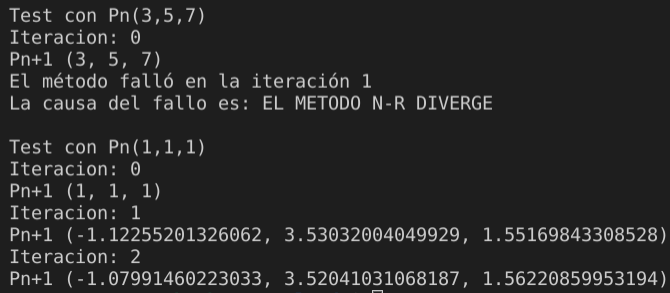 Test con Pn(3,5,7)
Iteracion: 0
Pn+1 (3, 5, 7)
El método falló en la iteración 1
La causa del fallo es: EL METODO N-R DIVERGE
Test con Pn(1,1,1)
Iteracion: 0
Pn+1 (1, 1, 1)
Iteracion: 1
Pn+1 (-1.12255201326062, 3.53032004049929, 1.55169843308528)
Iteracion: 2
Pn+1 (-1.07991460223033, 3.52041031068187, 1.56220859953194)